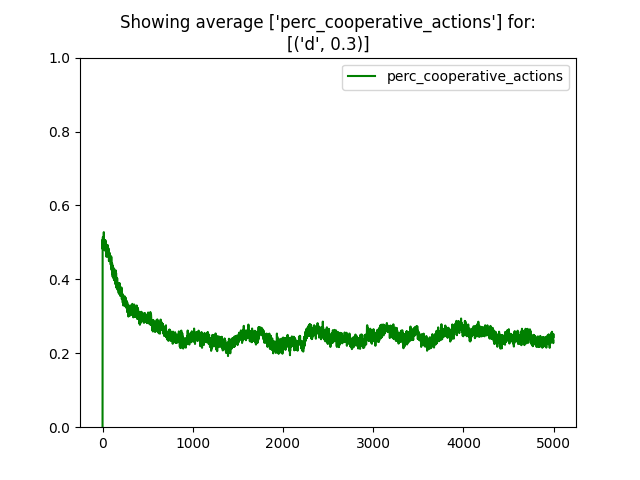 Showing average ['perc_cooperative_actions'] for:
[('d', 0.3)]
perc_cooperative_actions
1.0
0.8
0.6
0.4
0.2
0.0
0 1000 2000 3000 4000 5000